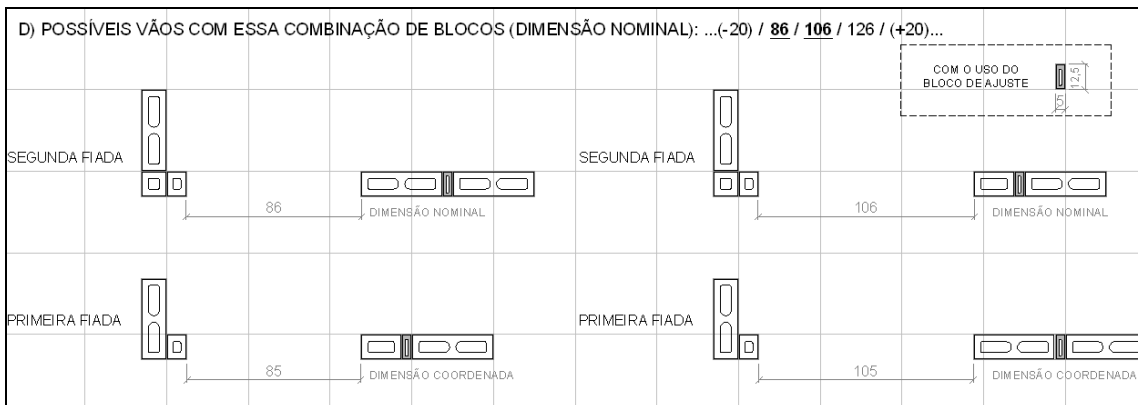 D) POSSÍVEIS VÃOS COM ESSA COMBINAÇÃO DE BLOCOS (DIMENSÃO NOMINAL): ...(-20) / 86 / 106 / 126 / (+20)...
COM O USO DO
BLOCO DE AJUSTE
12,5
5
SEGUNDA FIADA
86
DIMENSÃO NOMINAL
SEGUNDA FIADA
106
DIMENSÃO NOMINAL
PRIMEIRA FIADA
85
DIMENSÃO COORDENADA
PRIMEIRA FIADA
105
DIMENSÃO COORDENADA